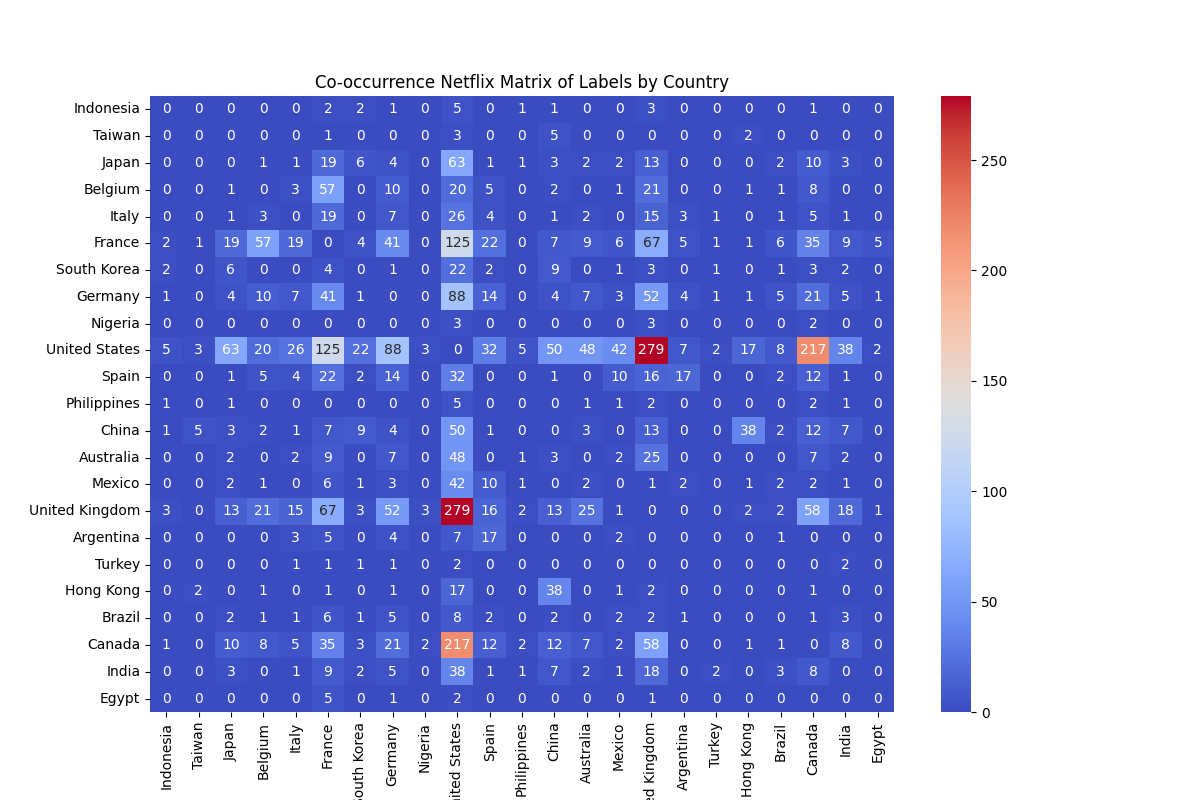 Co-occurrence Netflix Matrix of Labels by Country
Indonesia 0 0 0 0 0 2 2 1 0 5 0 1 1 0 0 3 0 0 0 0 1 0 0
Taiwan 0 0 0 0 0 1 0 0 0 3 0 0 5 0 0 0 0 0 2 0 0 0 0
Japan 0 0 0 1 1 19 6 4 0 63 1 1 3 2 2 13 0 0 0 2 10 3 0
Belgium 0 0 1 0 3 57 0 10 0 20 5 0 2 0 1 21 0 0 1 1 8 0 0
Italy 0 0 1 3 0 19 0 7 0 26 4 0 1 2 0 15 3 1 0 1 5 1 0
France 2 1 19 57 19 0 4 41 0 125 22 0 7 9 6 67 5 1 1 6 35 9 5
South Korea 2 0 6 0 0 4 0 1 0 22 2 0 9 0 1 3 0 1 0 1 3 2 0
Germany 1 0 4 10 7 41 1 0 0 88 14 0 4 7 3 52 4 1 1 5 21 5 1
Nigeria 0 0 0 0 0 0 0 0 0 3 0 0 0 0 0 3 0 0 0 0 2 0 0
United States 5 3 63 20 26 125 22 88 3 0 32 5 50 48 42 279 7 2 17 8 217 38 2
Spain 0 0 1 5 4 22 2 14 0 32 0 0 1 0 10 16 17 0 0 2 12 1 0
Philippines 1 0 1 0 0 0 0 0 0 5 0 0 0 1 1 2 0 0 0 0 2 1 0
China 1 5 3 2 1 7 9 4 0 50 1 0 0 3 0 13 0 0 38 2 12 7 0
Australia 0 0 2 0 2 9 0 7 0 48 0 1 3 0 2 25 0 0 0 0 7 2 0
Mexico 0 0 2 1 0 6 1 3 0 42 10 1 0 2 0 1 2 0 1 2 2 1 0
United Kingdom 3 0 13 21 15 67 3 52 3 279 16 2 13 25 1 0 0 0 2 2 58 18 1
Argentina 0 0 0 0 3 5 0 4 0 7 17 0 0 0 2 0 0 0 0 1 0 0 0
Turkey 0 0 0 0 1 1 1 1 0 2 0 0 0 0 0 0 0 0 0 0 0 2 0
Hong Kong 0 2 0 1 0 1 0 1 0 17 0 0 38 0 1 2 0 0 0 0 1 0 0
Brazil 0 0 2 1 1 6 1 5 0 8 2 0 2 0 2 2 1 0 0 0 1 3 0
Canada 1 0 10 8 5 35 3 21 2 217 12 2 12 7 2 58 0 0 1 1 0 8 0
India 0 0 3 0 1 9 2 5 0 38 1 1 7 2 1 18 0 2 0 3 8 0 0
Egypt 0 0 0 0 0 5 0 1 0 2 0 0 0 0 0 1 0 0 0 0 0 0 0
Indonesia
Taiwan
Japan
Belgium
Italy
France
outh Korea
Germany
Nigeria
nited States
Spain
Philippines
China
Australia
Mexico
ed Kingdom
Argentina
Turkey
Hong Kong
Brazil
Canada
India
Egypt
250
200
150
100
50
0